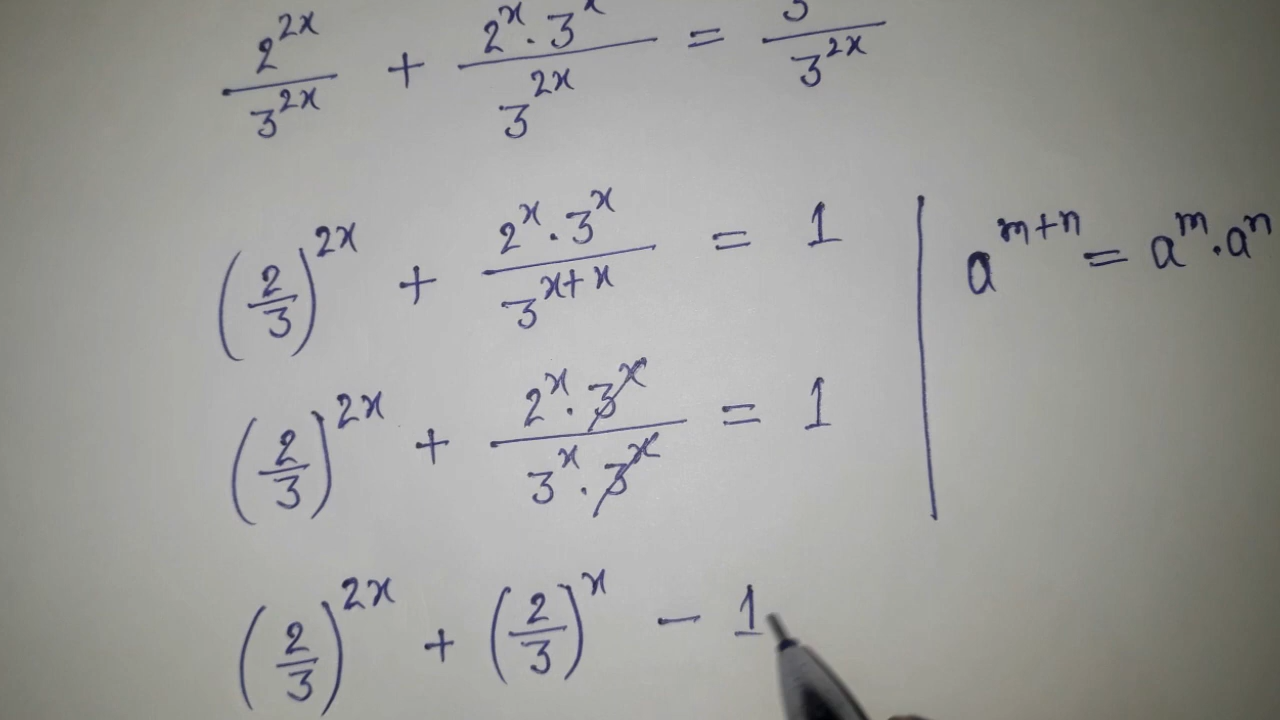 2^{2x}/3^{2x} + 2^x · 3^x/3^{2x} = 3/3^{2x}
(2/3)^{2x} + 2^x · 3^x/3^{x+x} = 1
a^{m+n} = a^m · a^n
(2/3)^{2x} + 2^x · 3^x/3^x · 3^x = 1
(2/3)^{2x} + (2/3)^x - 1